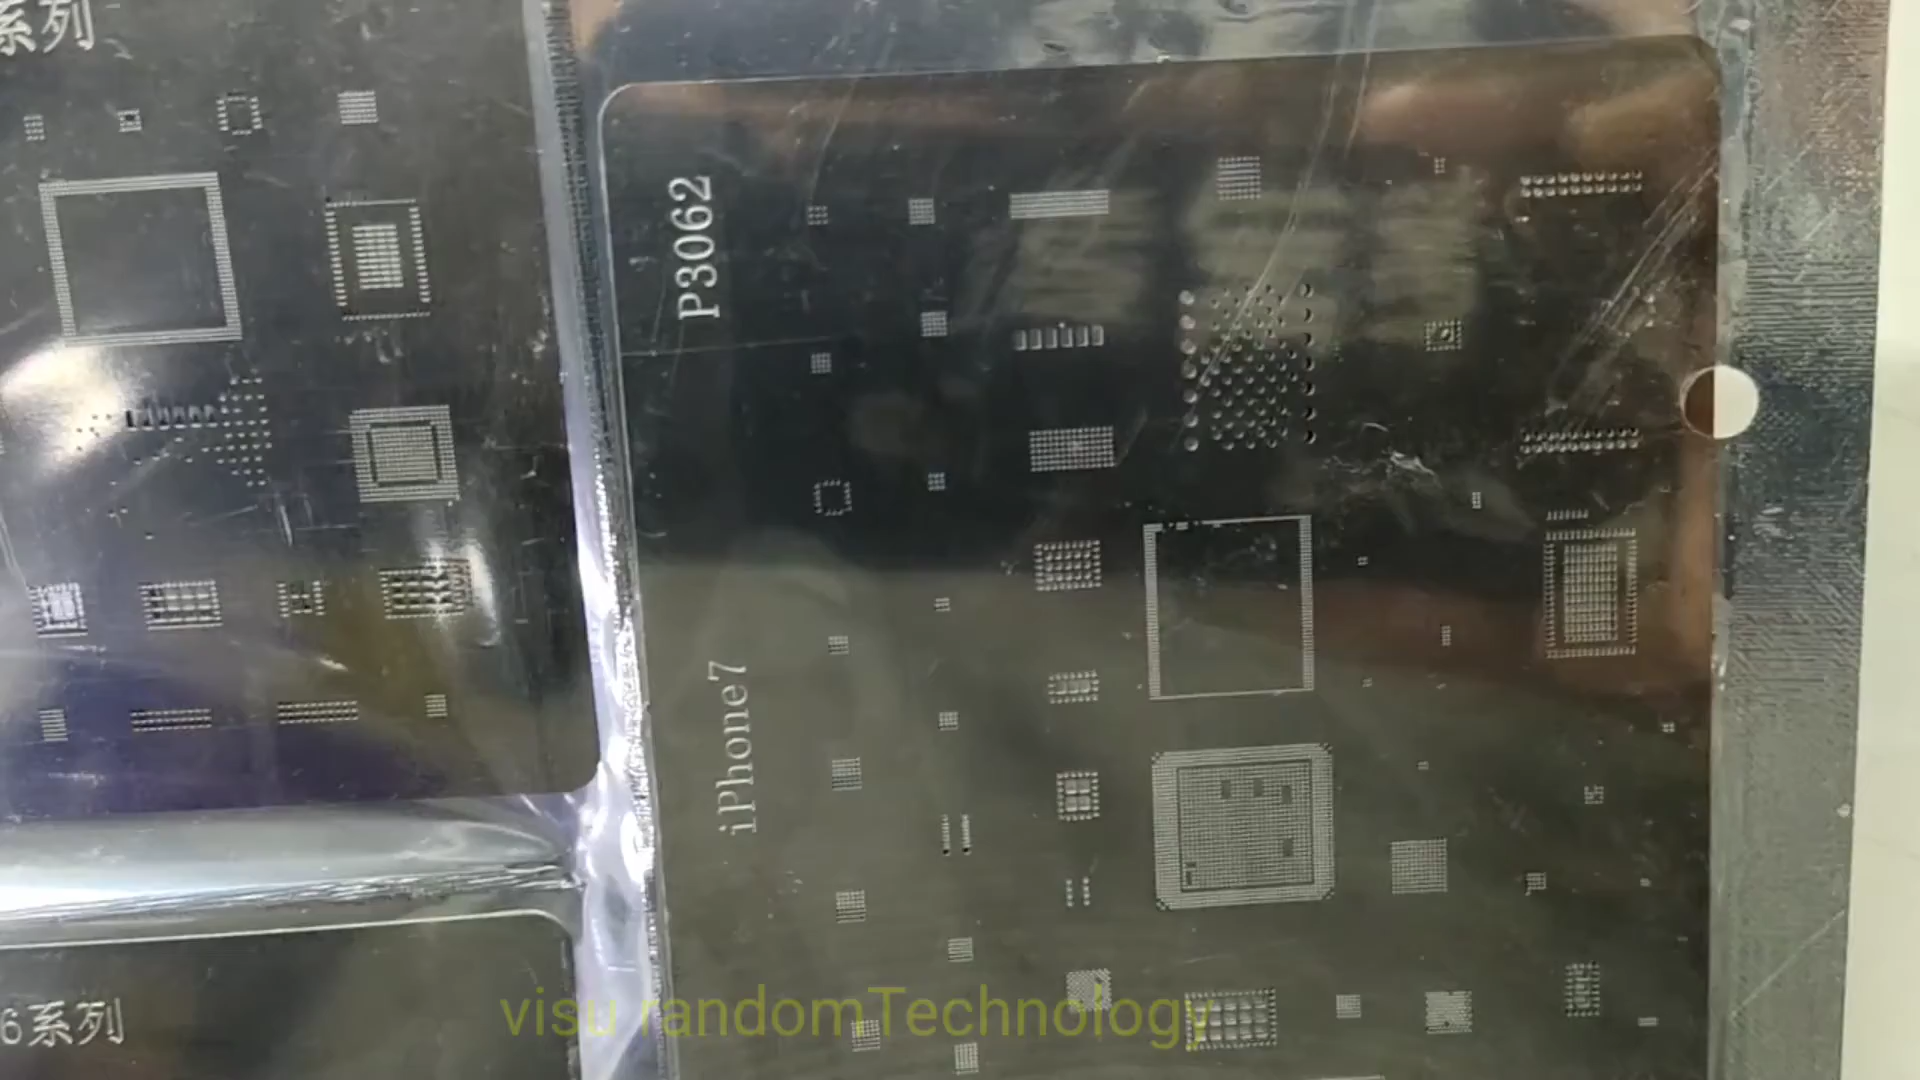 系列
P3062
iPhone7
6系列
visu randomTechnology